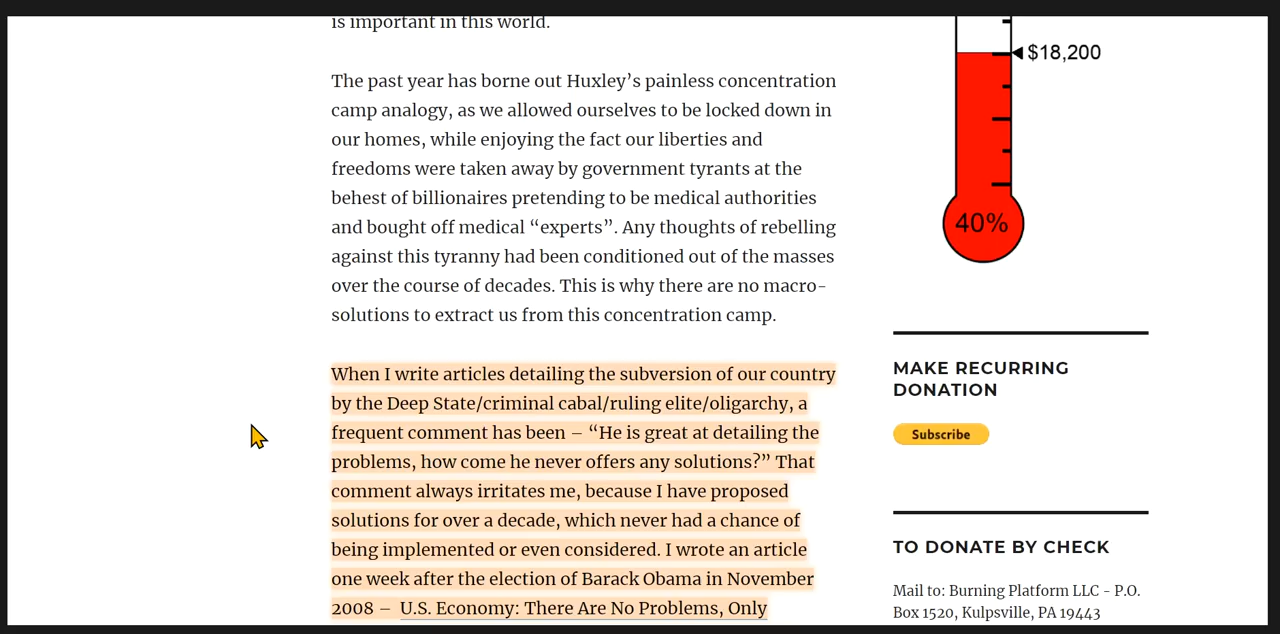 is important in this world.
The past year has borne out Huxley’s painless concentration
camp analogy, as we allowed ourselves to be locked down in
our homes, while enjoying the fact our liberties and
freedoms were taken away by government tyrants at the
behest of billionaires pretending to be medical authorities
and bought off medical “experts”. Any thoughts of rebelling
against this tyranny had been conditioned out of the masses
over the course of decades. This is why there are no macro-
solutions to extract us from this concentration camp.
When I write articles detailing the subversion of our country
by the Deep State/criminal cabal/ruling elite/oligarchy, a
frequent comment has been – “He is great at detailing the
problems, how come he never offers any solutions?” That
comment always irritates me, because I have proposed
solutions for over a decade, which never had a chance of
being implemented or even considered. I wrote an article
one week after the election of Barack Obama in November
2008 – U.S. Economy: There Are No Problems, Only
$18,200
40%
MAKE RECURRING
DONATION
Subscribe
TO DONATE BY CHECK
Mail to: Burning Platform LLC - P.O.
Box 1520, Kulpsville, PA 19443